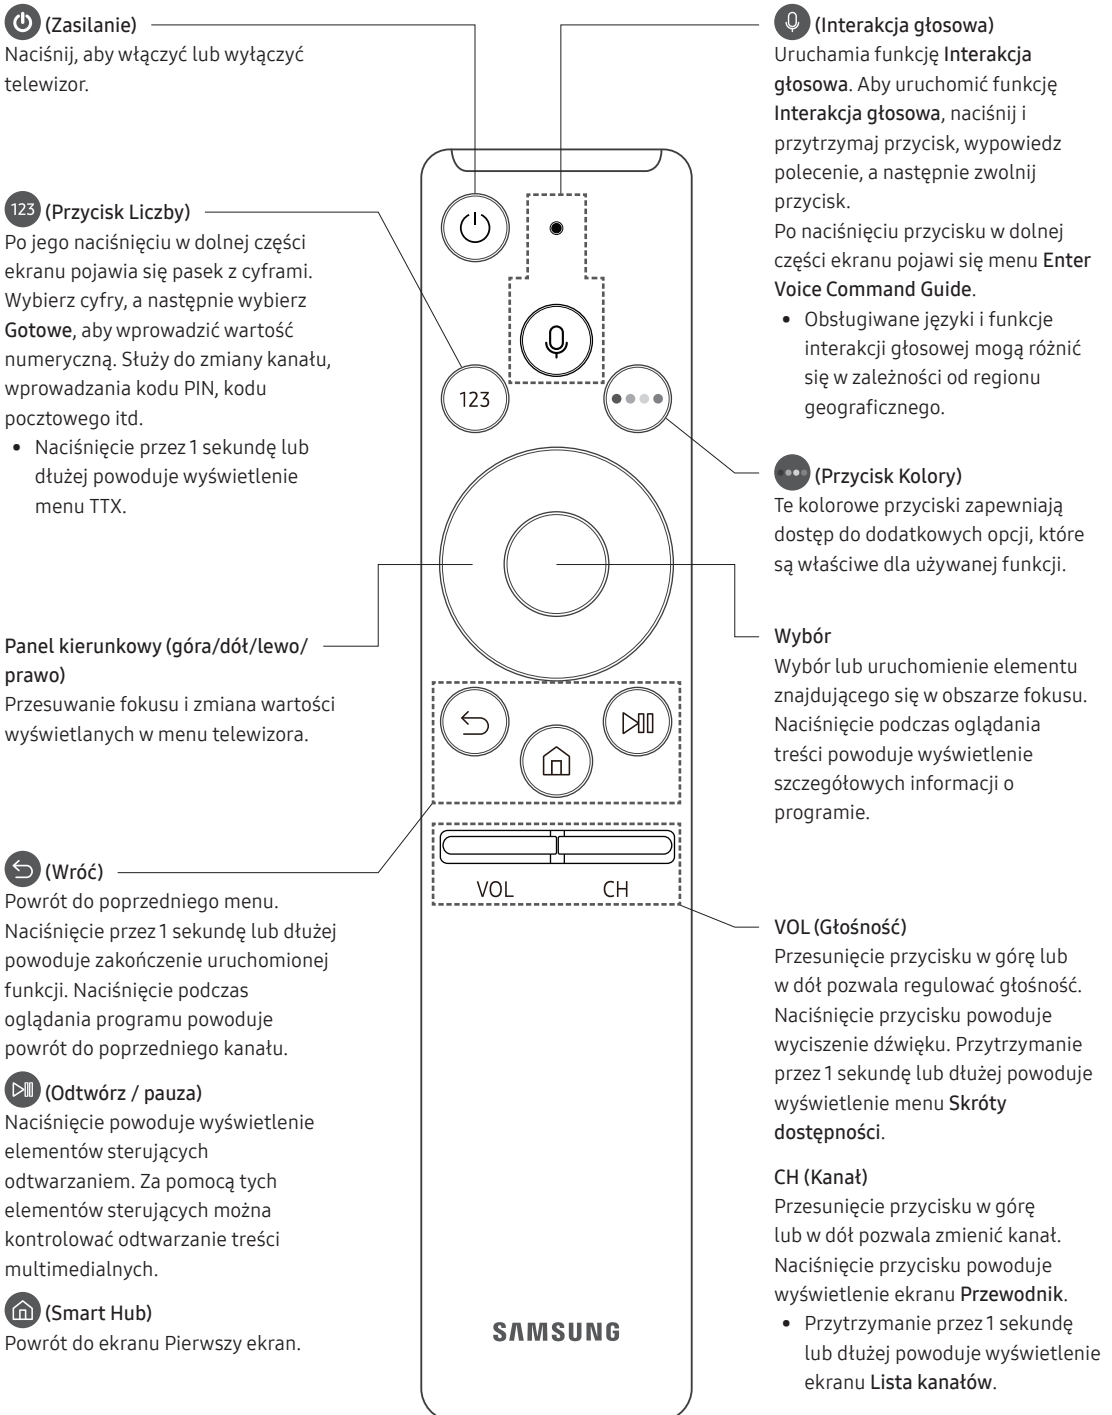 (Zasilanie)
Naciśnij, aby włączyć lub wyłączyć
telewizor.
123 (Przycisk Liczby)
Po jego naciśnięciu w dolnej części
ekranu pojawia się pasek z cyframi.
Wybierz cyfry, a następnie wybierz
Gotowe, aby wprowadzić wartość
numeryczną. Służy do zmiany kanału,
wprowadzania kodu PIN, kodu
pocztowego itd.
• Naciśnięcie przez 1 sekundę lub
dłużej powoduje wyświetlenie
menu TTX.
Panel kierunkowy (góra/dół/lewo/
prawo)
Przesuwanie fokusu i zmiana wartości
wyświetlanych w menu telewizora.
(Wróć)
Powrót do poprzedniego menu.
Naciśnięcie przez 1 sekundę lub dłużej
powoduje zakończenie uruchomionej
funkcji. Naciśnięcie podczas
oglądania programu powoduje
powrót do poprzedniego kanału.
(Odtwórz / pauza)
Naciśnięcie powoduje wyświetlenie
elementów sterujących
odtwarzaniem. Za pomocą tych
elementów sterujących można
kontrolować odtwarzanie treści
multimedialnych.
(Smart Hub)
Powrót do ekranu Pierwszy ekran.
123
VOL CH
SAMSUNG
(Interakcja głosowa)
Uruchamia funkcję Interakcja
głosowa. Aby uruchomić funkcję
Interakcja głosowa, naciśnij i
przytrzymaj przycisk, wypowiedz
polecenie, a następnie zwolnij
przycisk.
Po naciśnięciu przycisku w dolnej
części ekranu pojawi się menu Enter
Voice Command Guide.
• Obsługiwane języki i funkcje
interakcji głosowej mogą różnić
się w zależności od regionu
geograficznego.
(Przycisk Kolory)
Te kolorowe przyciski zapewniają
dostęp do dodatkowych opcji, które
są właściwe dla używanej funkcji.
Wybór
Wybór lub uruchomienie elementu
znajdującego się w obszarze fokusu.
Naciśnięcie podczas oglądania
treści powoduje wyświetlenie
szczegółowych informacji o
programie.
VOL (Głośność)
Przesunięcie przycisku w górę lub
w dół pozwala regulować głośność.
Naciśnięcie przycisku powoduje
wyciszenie dźwięku. Przytrzymanie
przez 1 sekundę lub dłużej powoduje
wyświetlenie menu Skróty
dostępności.
CH (Kanał)
Przesunięcie przycisku w górę
lub w dół pozwala zmienić kanał.
Naciśnięcie przycisku powoduje
wyświetlenie ekranu Przewodnik.
• Przytrzymanie przez 1 sekundę
lub dłużej powoduje wyświetlenie
ekranu Lista kanałów.